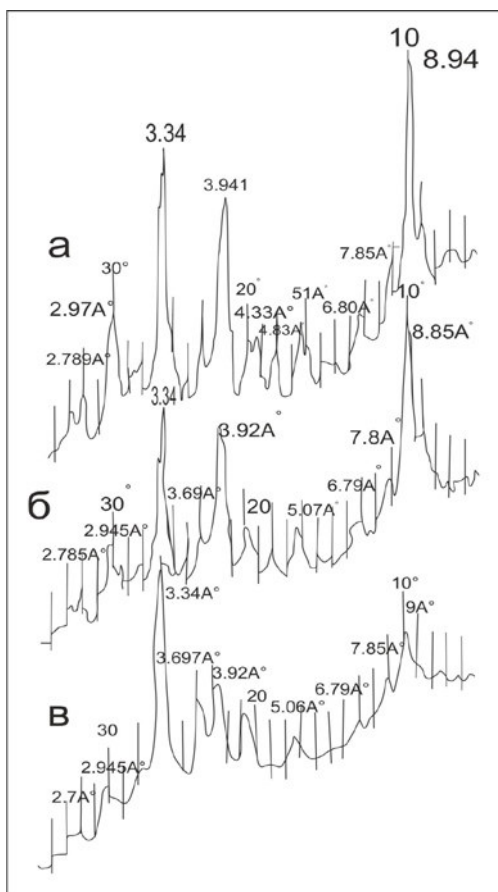 10
8.94
3.34
3.941
а
30°
7.85A°
2.97A°
20°
4.33A°
51A°
6.80A°
10°
2.789A°
4.83A
8.85A°
3.34
3.92A°
7.8A°
б
30°
3.69A°
20
6.79A°
2.945A°
5.07A°
2.785A°
3.34A°
10°
9A°
3.697A°
3.92A°
7.85A°
в
20
6.79A°
30
5.06A°
2.945A°
2.7A°